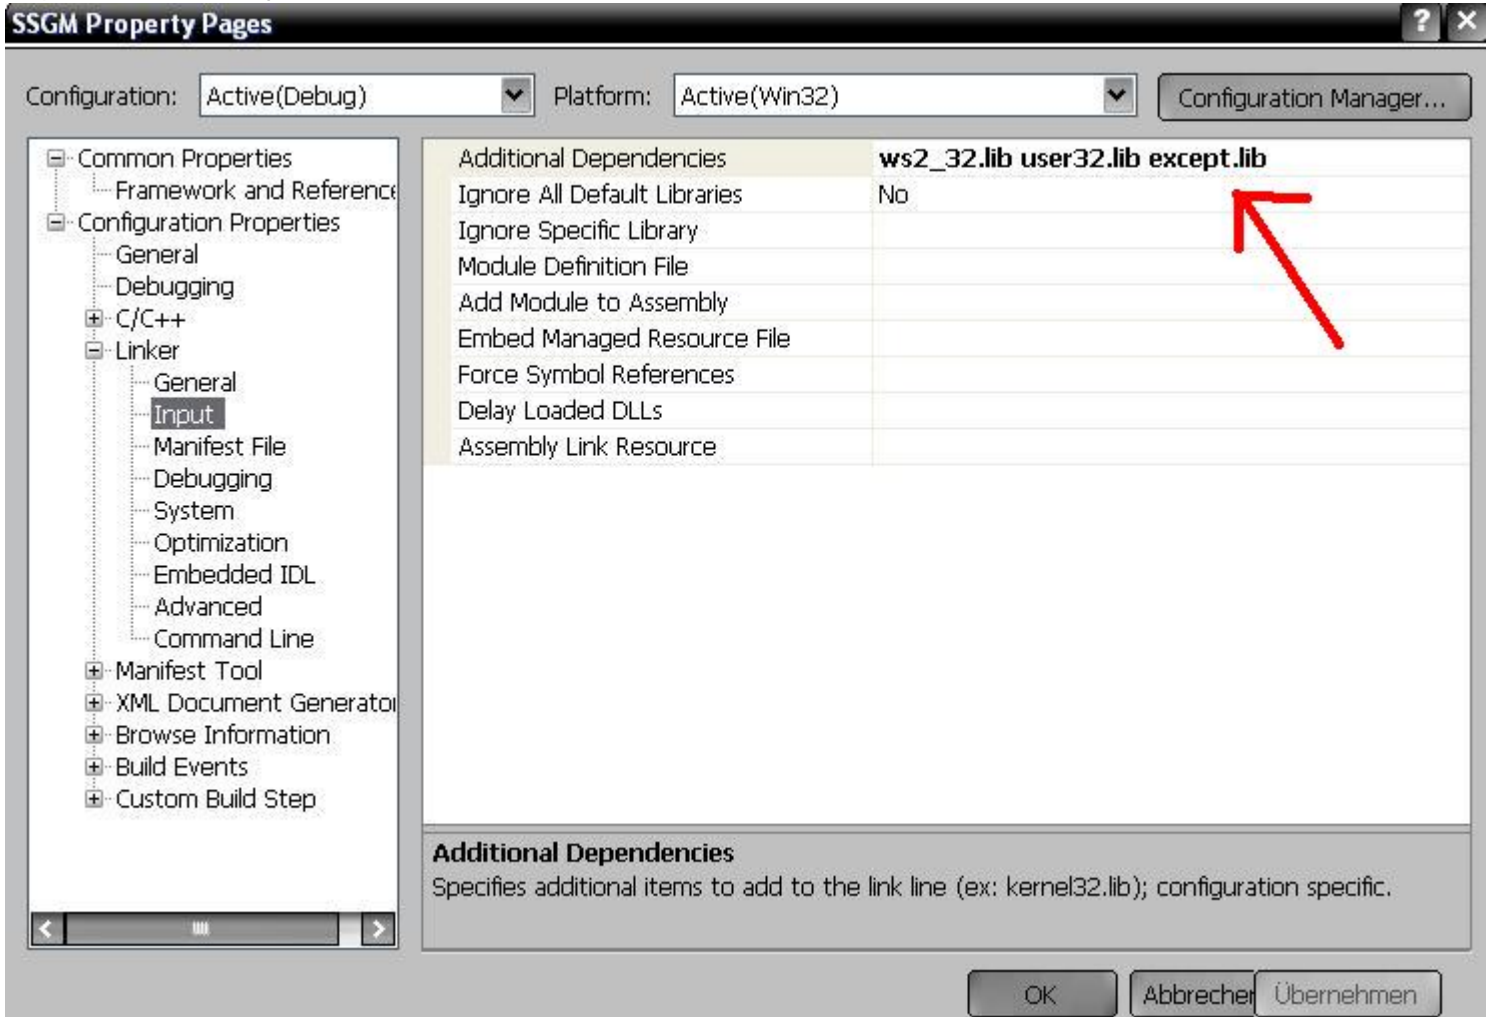 SSGM Property Pages
Configuration: Active(Debug) Platform: Active(Win32) Configuration Manager...
Common Properties
Framework and Reference
Configuration Properties
General
Debugging
C/C++
Linker
General
Input
Manifest File
Debugging
System
Optimization
Embedded IDL
Advanced
Command Line
Manifest Tool
XML Document Generator
Browse Information
Build Events
Custom Build Step
Additional Dependencies ws2_32.lib user32.lib except.lib
Ignore All Default Libraries No
Ignore Specific Library
Module Definition File
Add Module to Assembly
Embed Managed Resource File
Force Symbol References
Delay Loaded DLLs
Assembly Link Resource
Additional Dependencies
Specifies additional items to add to the link line (ex: kernel32.lib); configuration specific.
OK Abbrecher Übernehmen